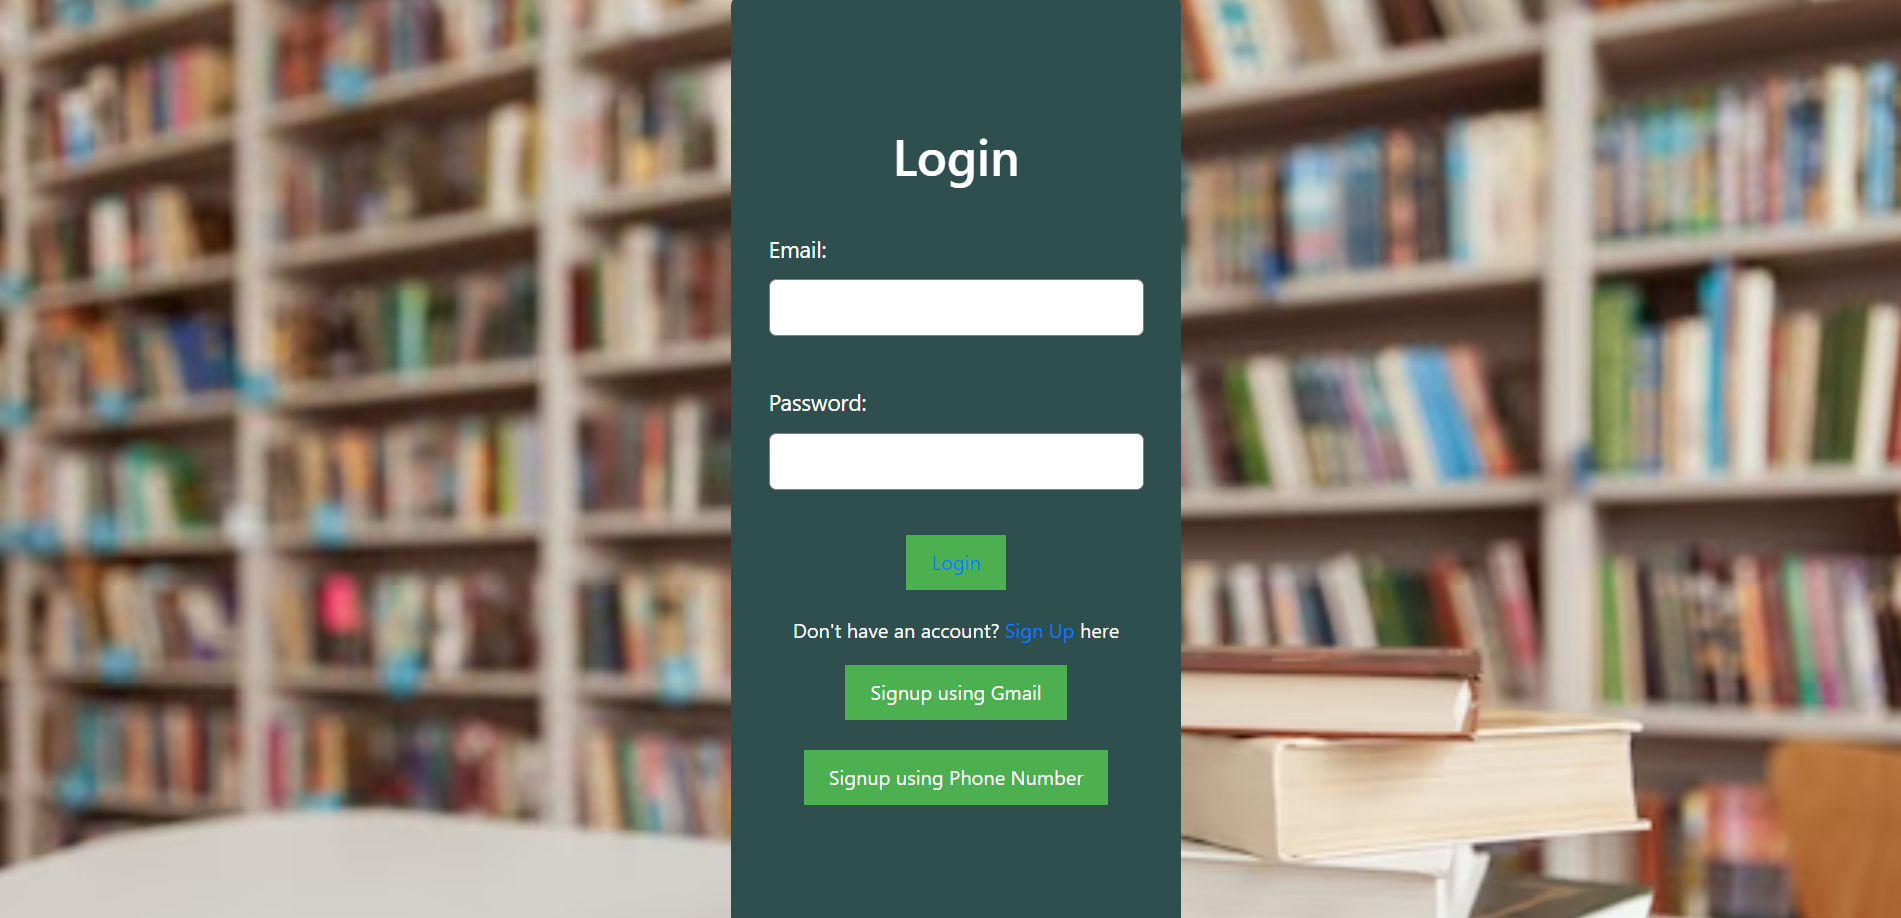 Login
Email:
Password:
Login
Don't have an account? Sign Up here
Signup using Gmail
Signup using Phone Number